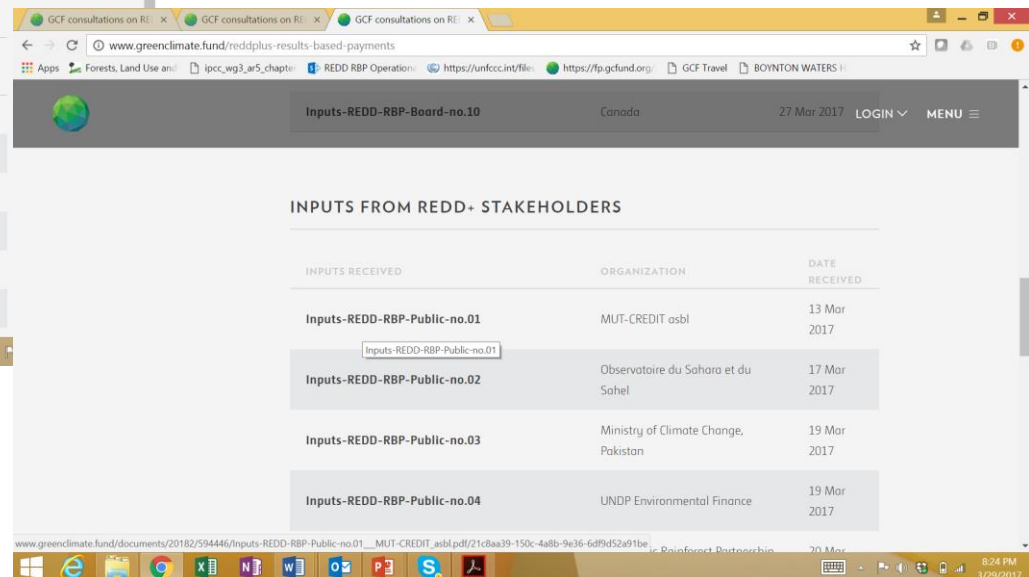 GCF consultations on RE
GCF consultations on RE
GCF consultations on RE
www.greenclimate.fund/reddplus-results-based-payments
Apps
Forests, Land Use and
ipcc_wg3_ar5_chapter
REDD RBP Operation
https://unfccc.int/files
https://fp.gcfund.org/
GCF Travel
BOYNTON WATERS H
Inputs-REDD-RBP-Board-no.10 Canada 27 Mar 2017
LOGIN MENU
INPUTS FROM REDD+ STAKEHOLDERS
INPUTS RECEIVED ORGANIZATION DATE
RECEIVED
Inputs-REDD-RBP-Public-no.01 MUT-CREDIT asbl 13 Mar
2017
Inputs-REDD-RBP-Public-no.01
Inputs-REDD-RBP-Public-no.02 Observatoire du Sahara et du
Sahel 17 Mar
2017
Inputs-REDD-RBP-Public-no.03 Ministry of Climate Change,
Pakistan 19 Mar
2017
Inputs-REDD-RBP-Public-no.04 UNDP Environmental Finance 19 Mar
2017
www.greenclimate.fund/documents/20182/594446/Inputs-REDD-RBP-Public-no.01__MUT-CREDIT_asbl.pdf/21c8aa39-150c-4a8b-9e36-6df9d52a91be
Rainforest Partnership 20 Mar
8:24 PM
3/29/2017